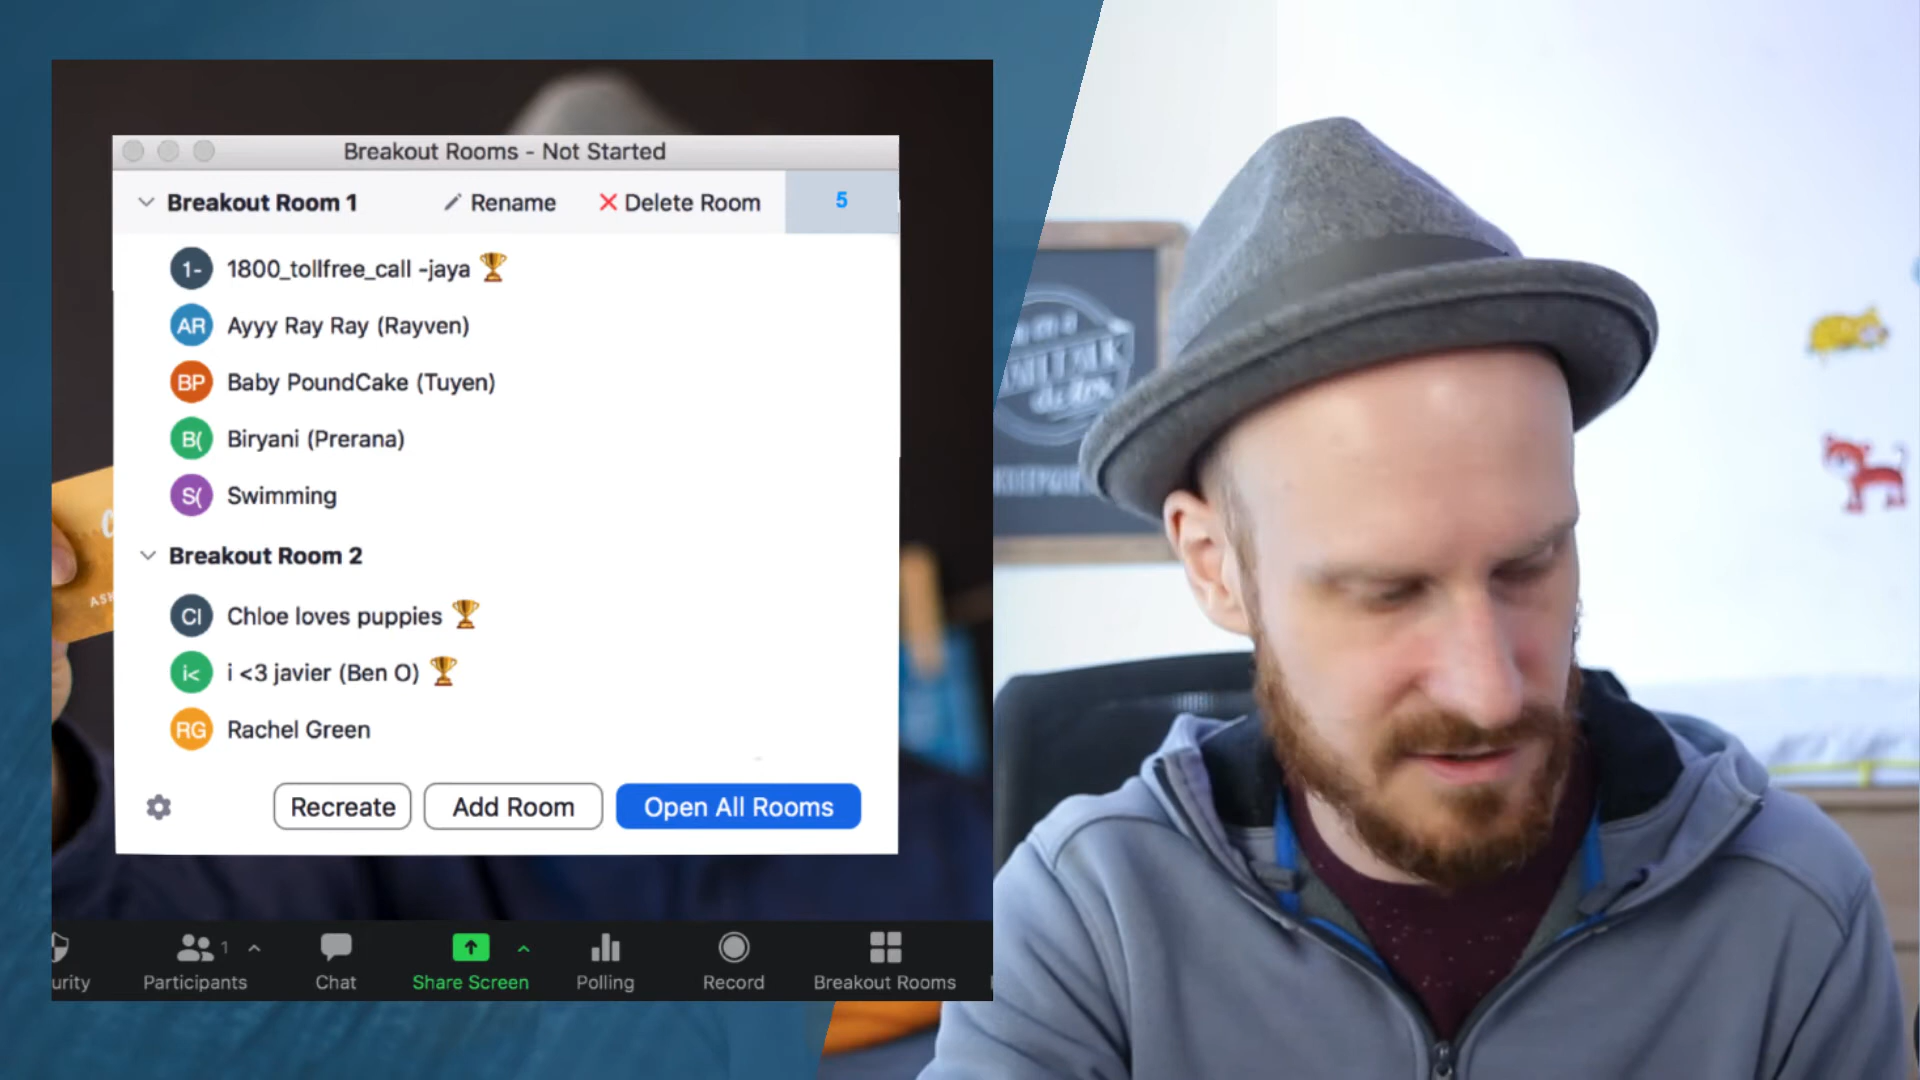 Breakout Rooms - Not Started
Breakout Room 1
Rename
Delete Room
5
1- 1800_tollfree_call -jaya
AR Ayyy Ray Ray (Rayven)
BP Baby PoundCake (Tuyen)
B( Biryani (Prerana)
S( Swimming
Breakout Room 2
Cl Chloe loves puppies
i< i <3 javier (Ben O)
RG Rachel Green
Recreate
Add Room
Open All Rooms
ASK
1
urity
Participants
Chat
Share Screen
Polling
Record
Breakout Rooms